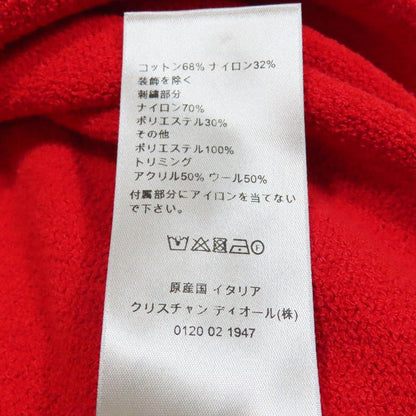 コットン68% ナイロン32%
装飾を除く
刺繍部分
ナイロン70%
ポリエステル30%
その他
ポリエステル100%
トリミング
アクリル50% ウール50%
付属部分にアイロンを当てない
で下さい。
F
原産国 イタリア
クリスチャン ディオール(株)
0120 02 1947